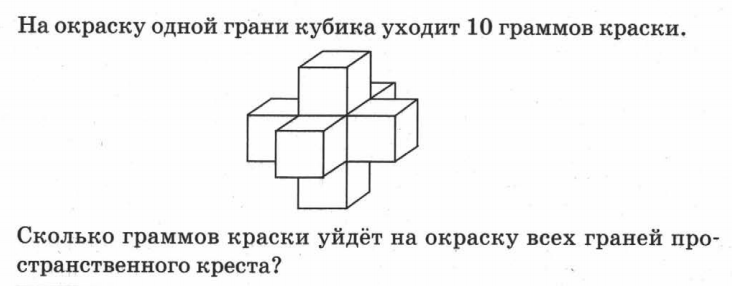 На окраску одной грани кубика уходит 10 граммов краски.
Сколько граммов краски уйдёт на окраску всех граней про-
странственного креста?